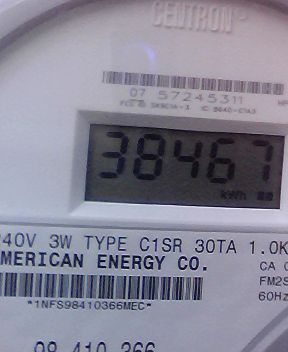 CENTRON®
07 57245311
38467
kWh
240V 3W TYPE C1SR 30TA 1.0K
AMERICAN ENERGY CO.
CA
FM2S
60Hz
*1NFS98410366MEC*
98 410 366